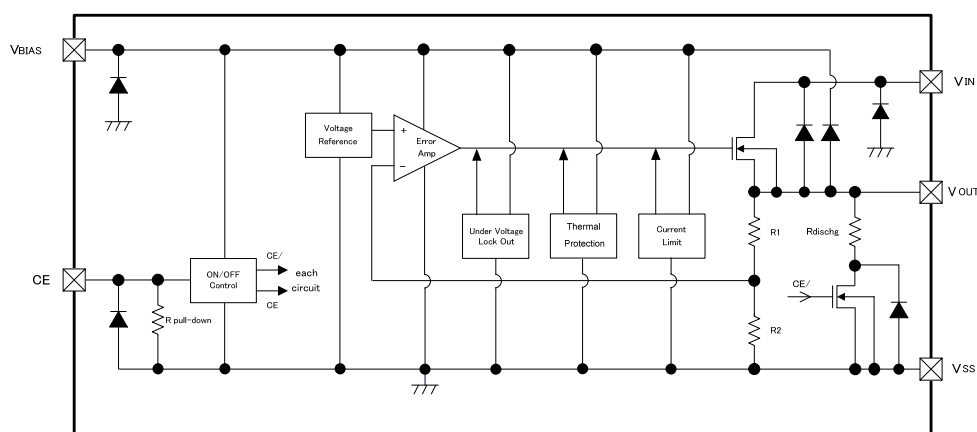 VBIAS
VIN
Voltage
Reference
+
−
Error
Amp
VOUT
Under Voltage
Lock Out
Thermal
Protection
Current
Limit
R1
Rdischg
CE
ON/OFF
Control
CE/
each
circuit
CE
CE/
R pull-down
R2
VSS